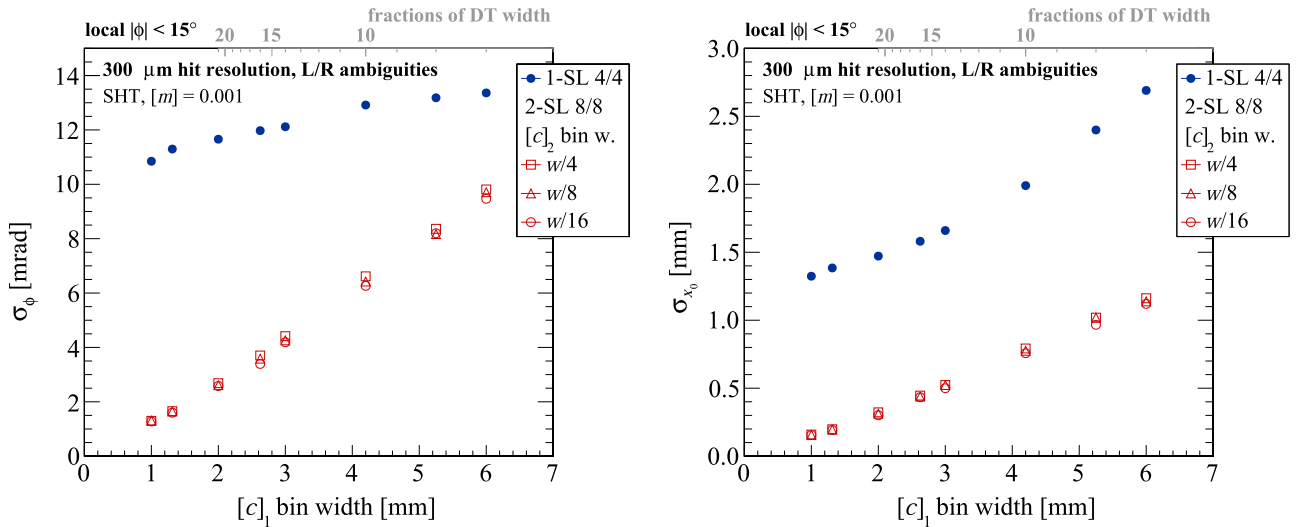 fractions of DT width
local |ϕ| < 15°
20 15 10
300 μm hit resolution, L/R ambiguities
SHT, [m] = 0.001
1-SL 4/4
2-SL 8/8
[c]₂ bin w.
w/4
w/8
w/16
σϕ [mrad]
14
12
10
8
6
4
2
0
0 1 2 3 4 5 6 7
[c]₁ bin width [mm]
fractions of DT width
local |ϕ| < 15°
20 15 10
300 μm hit resolution, L/R ambiguities
SHT, [m] = 0.001
1-SL 4/4
2-SL 8/8
[c]₂ bin w.
w/4
w/8
w/16
σx₀ [mm]
3.0
2.5
2.0
1.5
1.0
0.5
0.0
0 1 2 3 4 5 6 7
[c]₁ bin width [mm]